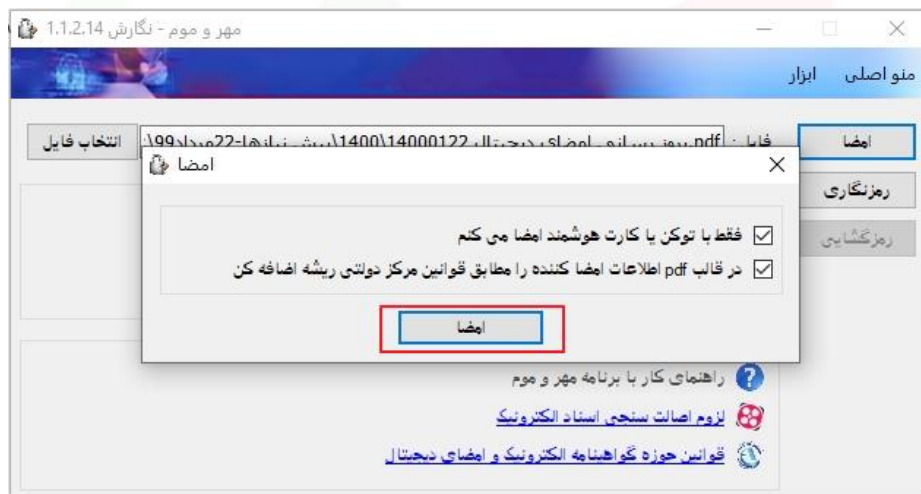 مهر و موم - نگارش 1.1.2.14
منو اصلی ابزار
امضا
فایل:
انتخاب فایل
رمزنگاری
رمزگشایی
امضا
فقط با توکن یا کارت هوشمند امضا می کنم
در قالب pdf اطلاعات امضا کننده را مطابق قوانین مرکز دولتی ریشه اضافه کن
امضا
راهنمای کار با برنامه مهر و موم
لزوم اصالت سنجی اسناد الکترونیک
قوانین حوزه گواهینامه الکترونیک و امضای دیجیتال